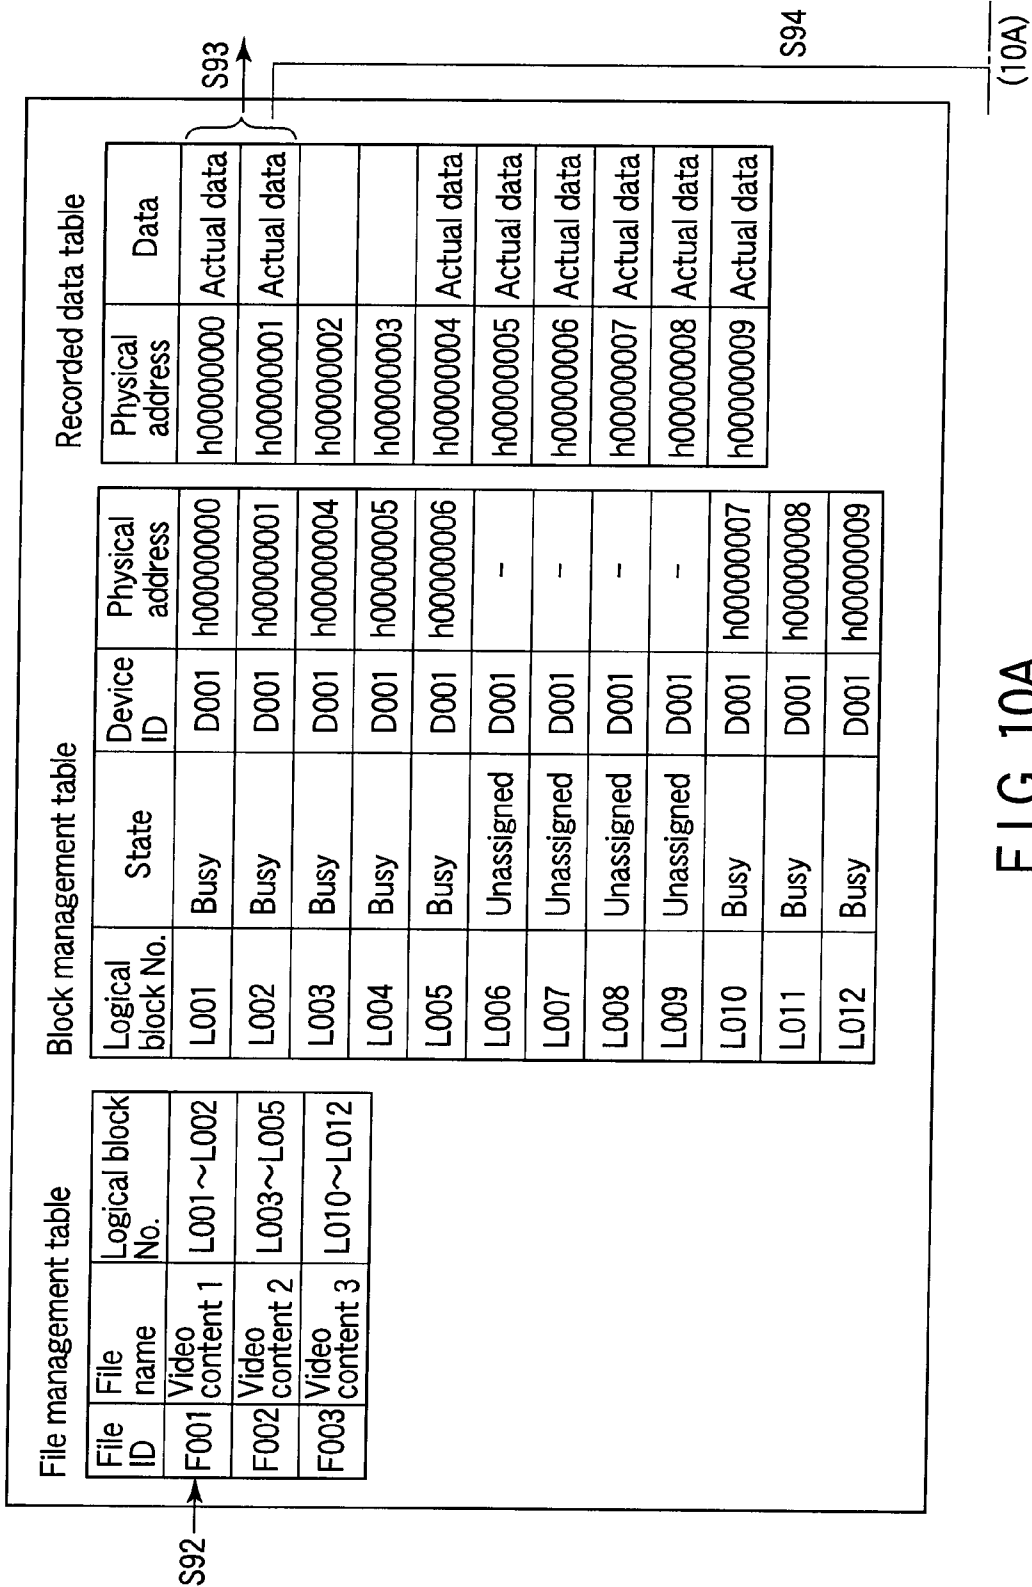 File management table
File ID | File name | Logical block No.
F001 | Video content 1 | L001~L002
F002 | Video content 2 | L003~L005
F003 | Video content 3 | L010~L012
S92
Block management table
Logical block No. | State | Device ID | Physical address
L001 | Busy | D001 | h00000000
L002 | Busy | D001 | h00000001
L003 | Busy | D001 | h00000004
L004 | Busy | D001 | h00000005
L005 | Busy | D001 | h00000006
L006 | Unassigned | D001 | -
L007 | Unassigned | D001 | -
L008 | Unassigned | D001 | -
L009 | Unassigned | D001 | -
L010 | Busy | D001 | h00000007
L011 | Busy | D001 | h00000008
L012 | Busy | D001 | h00000009
Recorded data table
Physical address | Data
h00000000 | Actual data
h00000001 | Actual data
h00000002
h00000003
h00000004 | Actual data
h00000005 | Actual data
h00000006 | Actual data
h00000007 | Actual data
h00000008 | Actual data
h00000009 | Actual data
S93
S94
(10A)
FIG. 10A